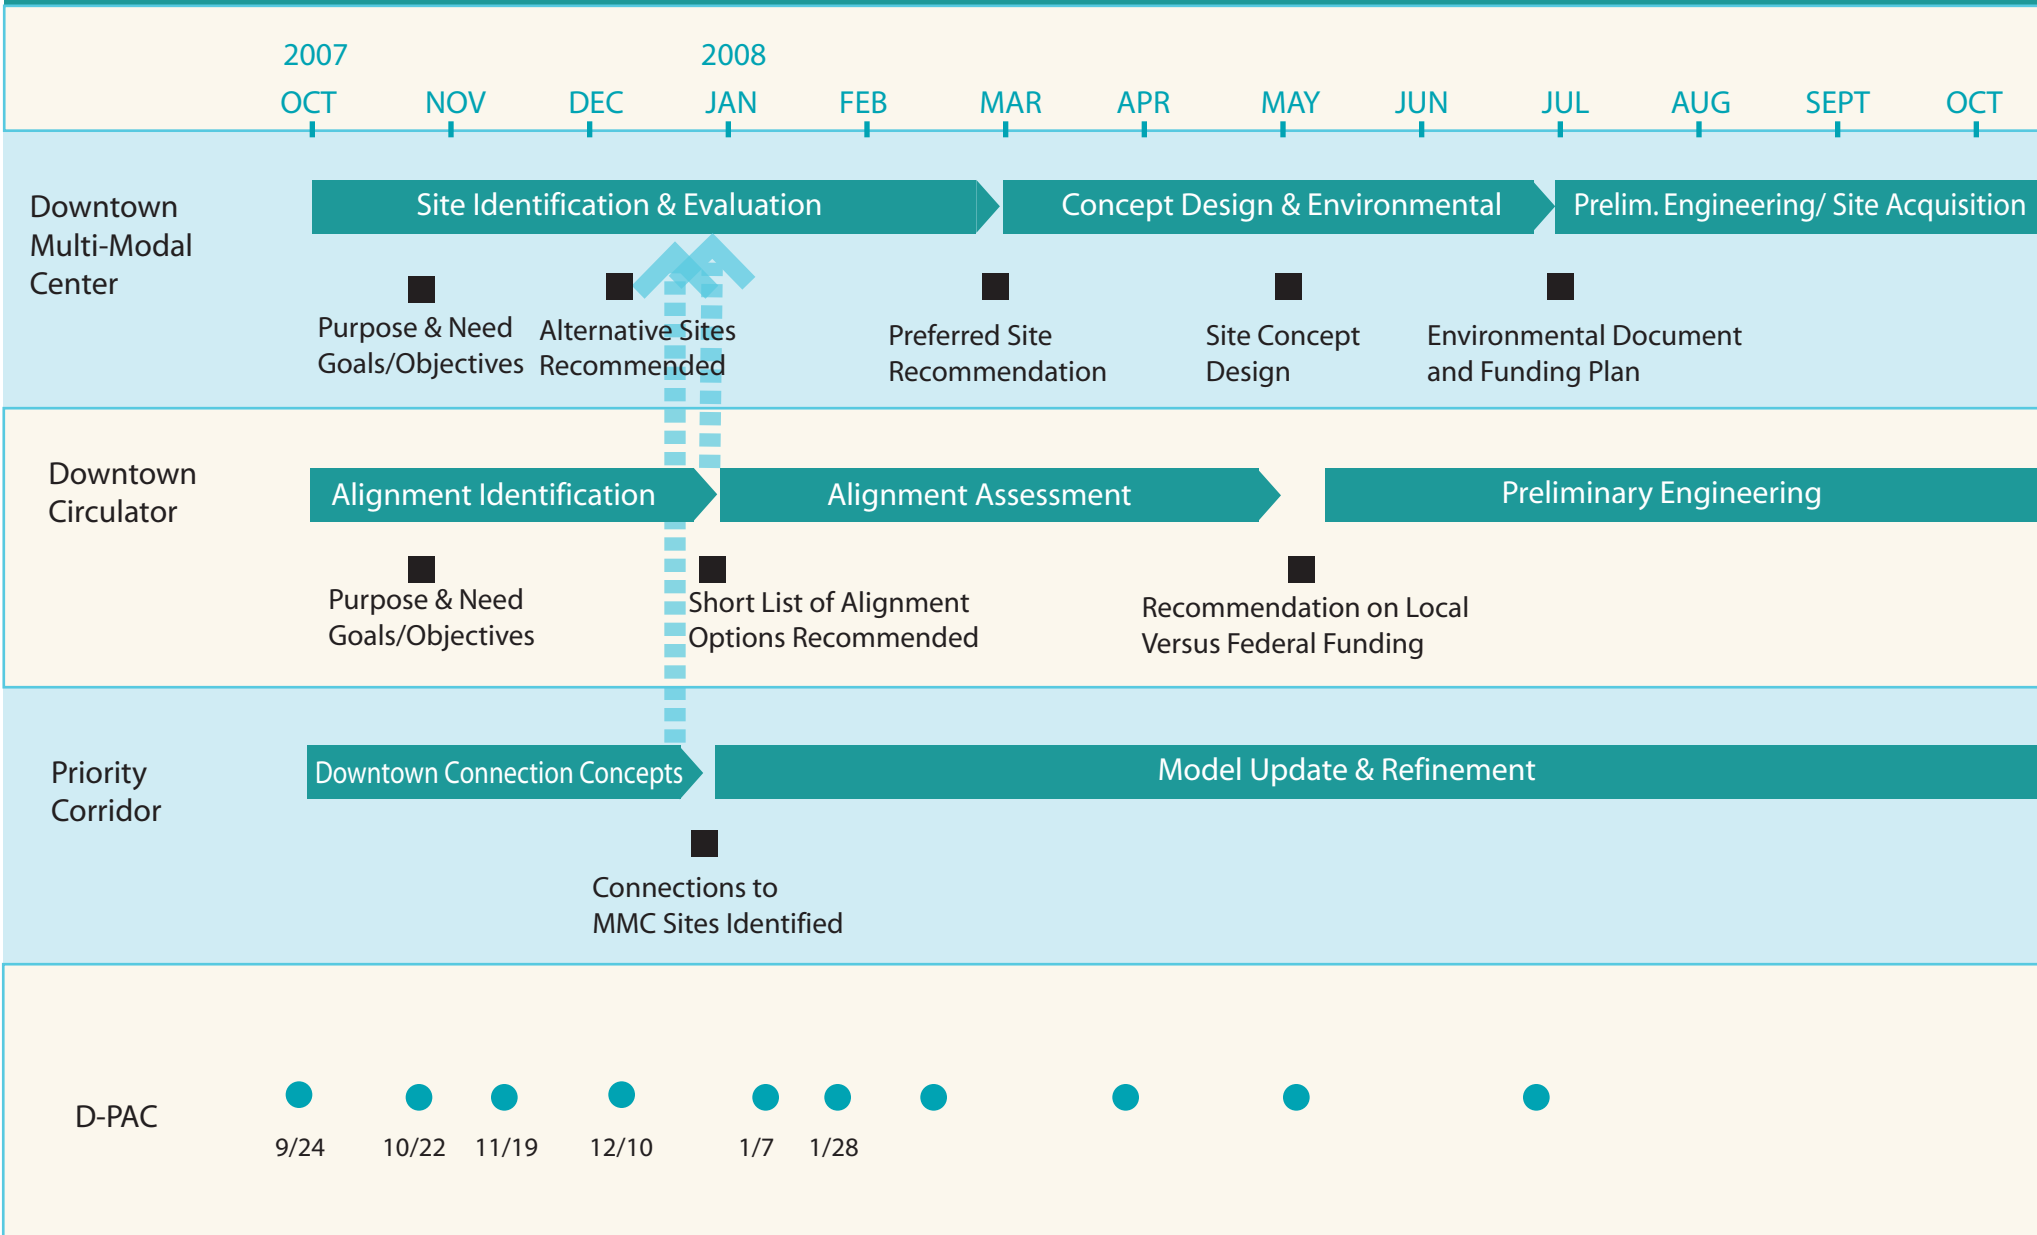 2007 2008
OCT NOV DEC JAN FEB MAR APR MAY JUN JUL AUG SEPT OCT
Downtown
Multi-Modal
Center
Site Identification & Evaluation
Concept Design & Environmental
Prelim. Engineering/ Site Acquisition
Purpose & Need
Goals/Objectives
Alternative Sites
Recommended
Preferred Site
Recommendation
Site Concept
Design
Environmental Document
and Funding Plan
Downtown
Circulator
Alignment Identification
Alignment Assessment
Preliminary Engineering
Purpose & Need
Goals/Objectives
Short List of Alignment
Options Recommended
Recommendation on Local
Versus Federal Funding
Priority
Corridor
Downtown Connection Concepts
Model Update & Refinement
Connections to
MMC Sites Identified
D-PAC
9/24 10/22 11/19 12/10 1/7 1/28